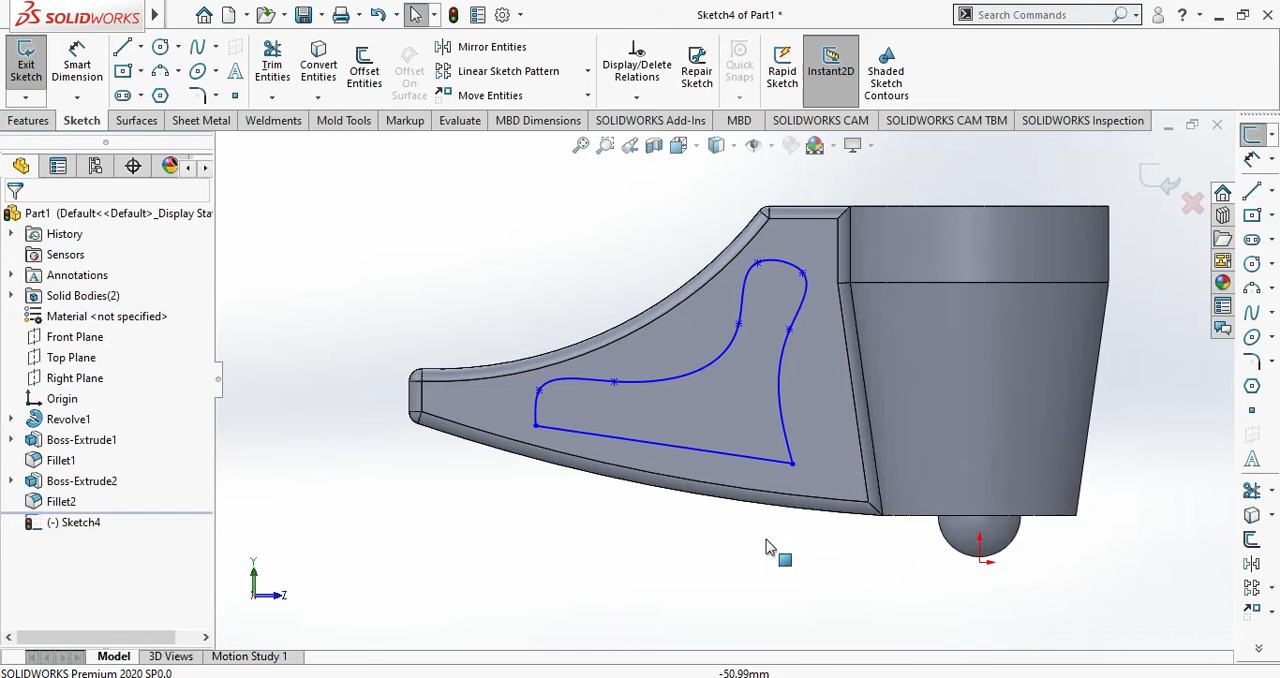 SOLIDWORKS
Sketch4 of Part1 *
Search Commands
?
Exit Sketch
Smart Dimension
Trim Entities
Convert Entities
Offset Entities
Offset On Surface
Mirror Entities
Linear Sketch Pattern
Move Entities
Display/Delete Relations
Repair Sketch
Quick Snaps
Rapid Sketch
Instant2D
Shaded Sketch Contours
Features
Sketch
Surfaces
Sheet Metal
Weldments
Mold Tools
Markup
Evaluate
MBD Dimensions
SOLIDWORKS Add-Ins
MBD
SOLIDWORKS CAM
SOLIDWORKS CAM TBM
SOLIDWORKS Inspection
Part1 (Default<<Default>_Display Sta
History
Sensors
Annotations
Solid Bodies(2)
Material <not specified>
Front Plane
Top Plane
Right Plane
Origin
Revolve1
Boss-Extrude1
Fillet1
Boss-Extrude2
Fillet2
(-) Sketch4
Y
Z
Model
3D Views
Motion Study 1
SOLIDWORKS Premium 2020 SP0.0
-50.99mm